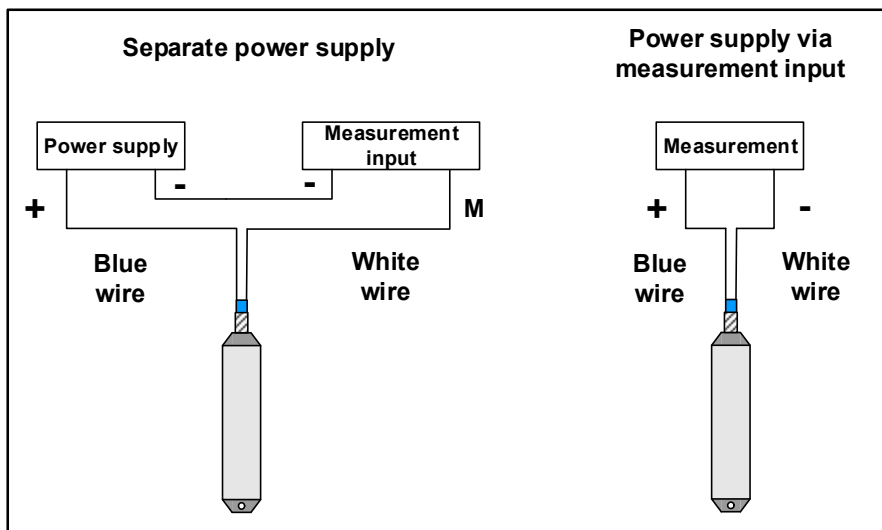 Separate power supply
Power supply via
measurement input
Power supply
Measurement
input
Measurement
+
-
-
M
+
-
Blue
wire
White
wire
Blue
wire
White
wire